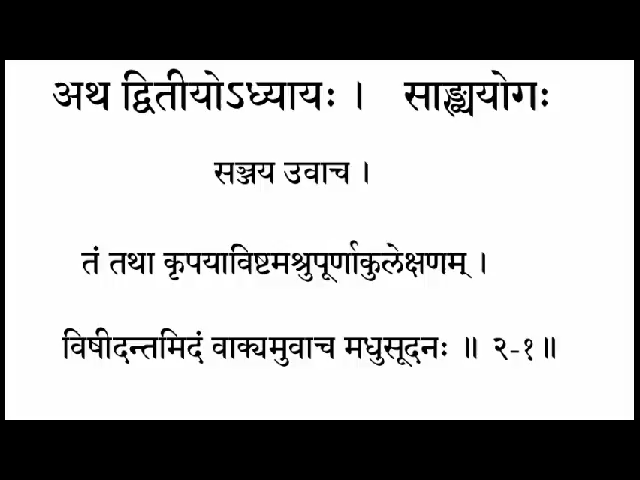 अथ द्वितीयोऽध्यायः । साङ्ख्ययोगः
सञ्जय उवाच ।
तं तथा कृपयाविष्टमश्रुपूर्णाकुलेक्षणम् ।
विषीदन्तमिदं वाक्यमुवाच मधुसूदनः ॥ २-१॥